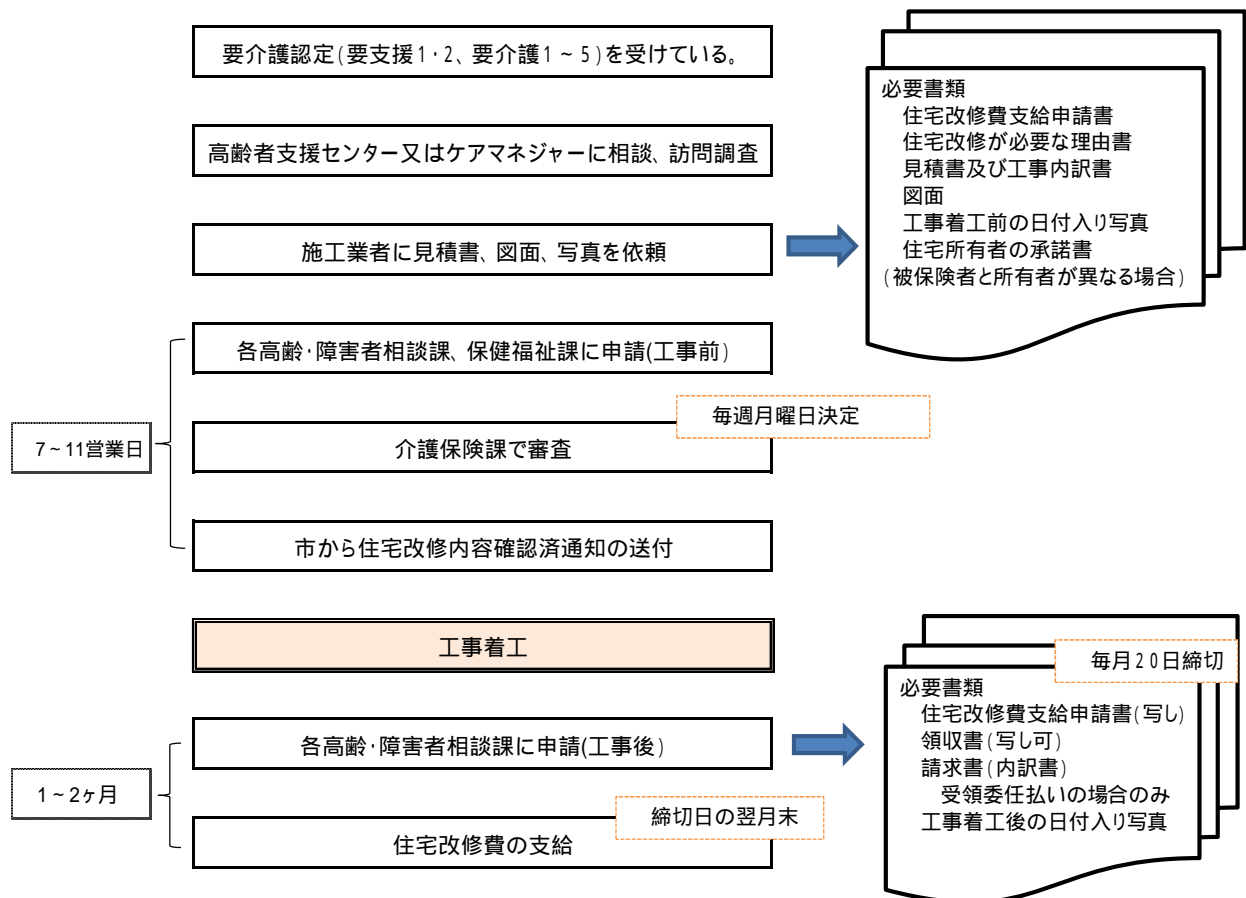 要介護認定(要支援1・2、要介護1~5)を受けている。
高齢者支援センター又はケアマネジャーに相談、訪問調査
施工業者に見積書、図面、写真を依頼
必要書類
住宅改修費支給申請書
住宅改修が必要な理由書
見積書及び工事内訳書
図面
工事着工前の日付入り写真
住宅所有者の承諾書
(被保険者と所有者が異なる場合)
各高齢・障害者相談課、保健福祉課に申請(工事前)
毎週月曜日決定
7~11営業日
介護保険課で審査
市から住宅改修内容確認済通知の送付
工事着工
毎月20日締切
必要書類
住宅改修費支給申請書(写し)
領収書(写し可)
請求書(内訳書)
受領委任払いの場合のみ
工事着工後の日付入り写真
各高齢・障害者相談課に申請(工事後)
1~2ヶ月
締切日の翌月末
住宅改修費の支給